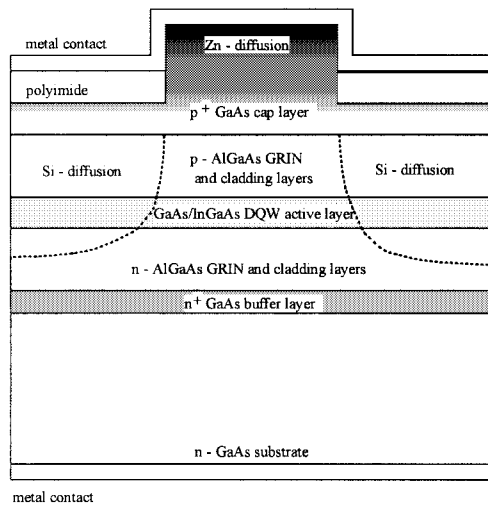 Zn - diffusion
metal contact
polyimide
p+ GaAs cap layer
Si - diffusion
p - AlGaAs GRIN
and cladding layers
Si - diffusion
GaAs/InGaAs DQW active layer
n - AlGaAs GRIN and cladding layers
n+ GaAs buffer layer
n - GaAs substrate
metal contact